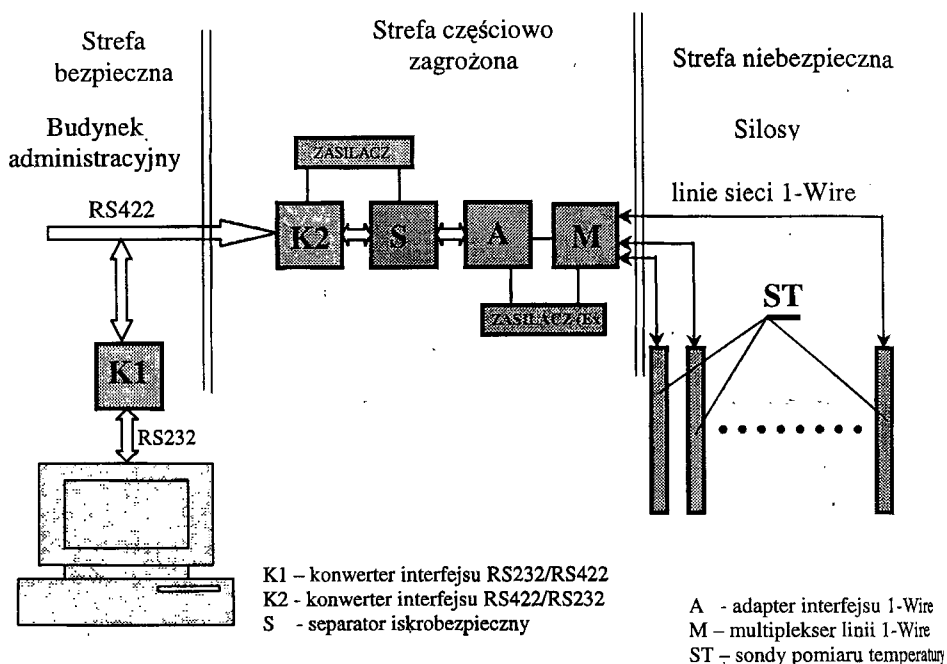 Strefa
bezpieczna
Strefa częściowo
zagrożona
Strefa niebezpieczna
Budynek
administracyjny
Silosy
ZASILACZ
linie sieci 1-Wire
RS422
K2
S
A
M
ZASILACZ (Ex)
ST
K1
RS232
K1 – konwerter interfejsu RS232/RS422
K2 - konwerter interfejsu RS422/RS232
S - separator iskrobezpieczny
A - adapter interfejsu 1-Wire
M – multiplekser linii 1-Wire
ST – sondy pomiaru temperatury